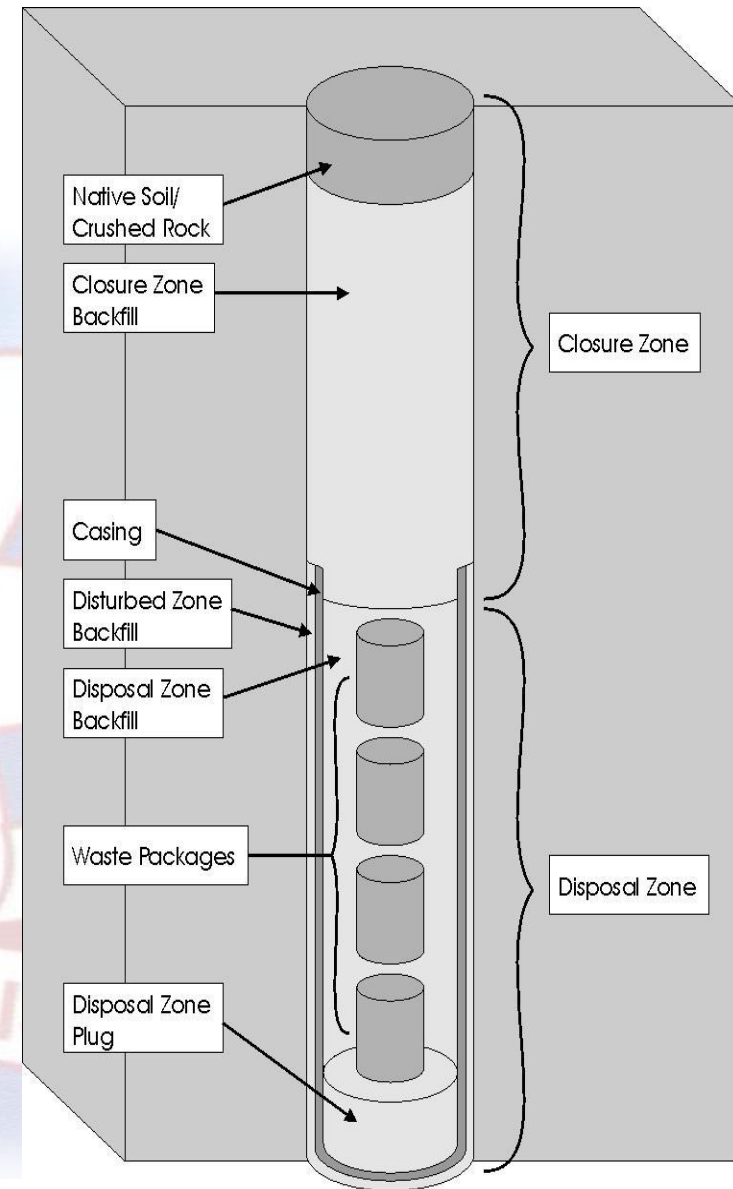 Native Soil/
Crushed Rock
Closure Zone
Backfill
Closure Zone
Casing
Disturbed Zone
Backfill
Disposal Zone
Backfill
Waste Packages
Disposal Zone
Disposal Zone
Plug